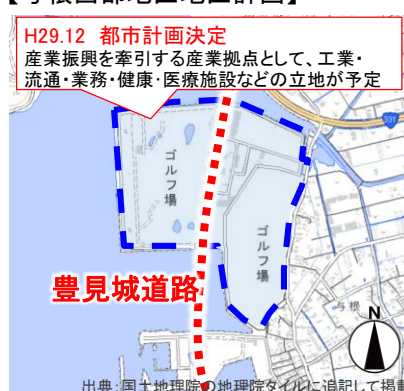 【与根西部地区地区計画】
H29.12 都市計画決定
産業振興を牽引する産業拠点として、工業・
流通・業務・健康・医療施設などの立地が予定
331
ゴルフ場
ゴルフ場
豊見城道路
与根
N
出典:国土地理院の地理院タイルに追記して掲載